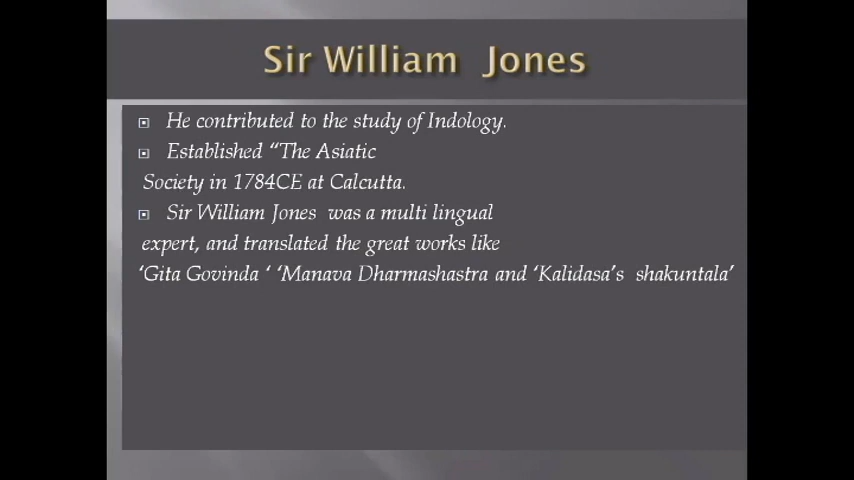 Sir William Jones
He contributed to the study of Indology.
Established “The Asiatic
Society in 1784CE at Calcutta.
Sir William Jones was a multi lingual
expert, and translated the great works like
‘Gita Govinda ‘ ‘Manava Dharmashastra and ‘Kalidasa’s shakuntala’